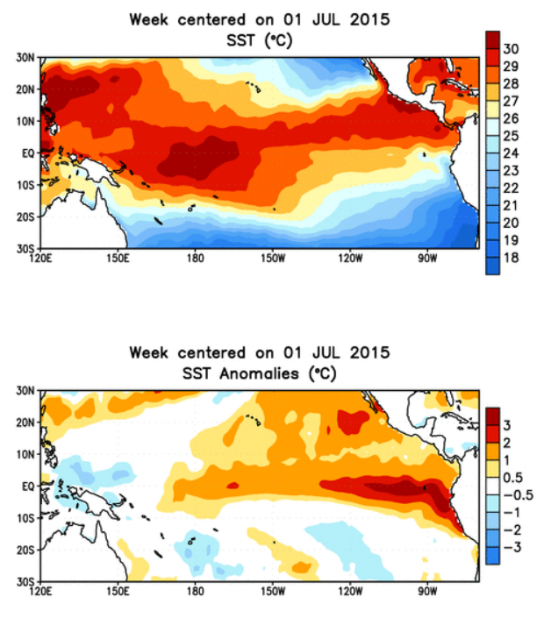 Week centered on 01 JUL 2015
SST (°C)
30N
20N
10N
EQ
10S
20S
30S
120E 150E 180 150W 120W 90W
30
29
28
27
26
25
24
23
22
21
20
19
18
Week centered on 01 JUL 2015
SST Anomalies (°C)
30N
20N
10N
EQ
10S
20S
30S
120E 150E 180 150W 120W 90W
3
2
1
0.5
−0.5
−1
−2
−3